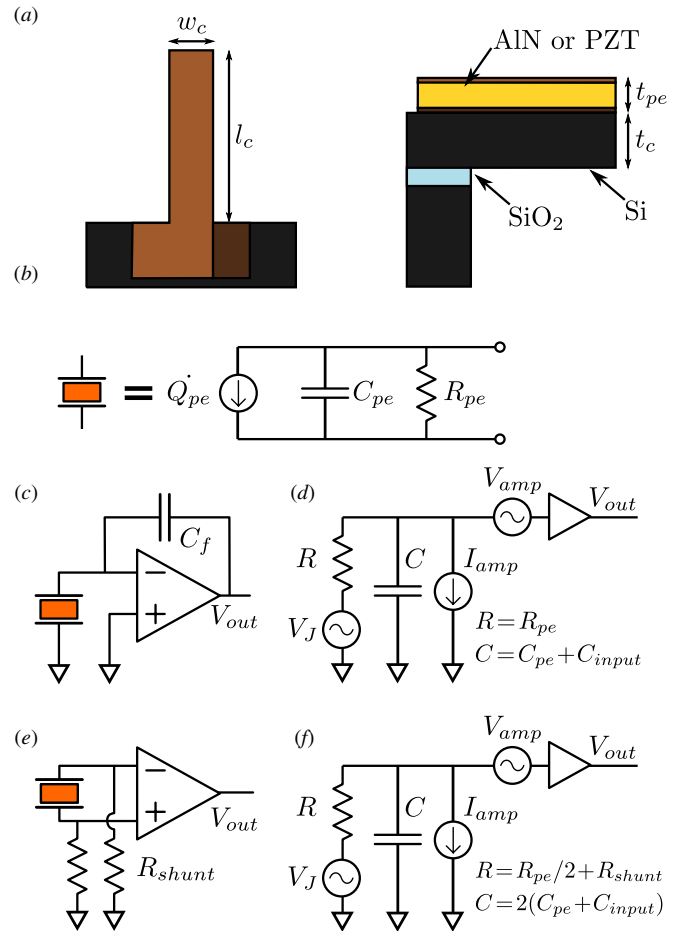 (a)
w_c
l_c
AlN or PZT
t_pe
t_c
SiO₂
Si
(b)
=
Q̇_pe
C_pe
R_pe
(c)
C_f
−
+
V_out
(d)
V_amp
V_out
R
C
I_amp
V_J
R=R_pe
C=C_pe+C_input
(e)
−
+
V_out
R_shunt
(f)
V_amp
V_out
R
C
I_amp
V_J
R=R_pe/2+R_shunt
C=2(C_pe+C_input)